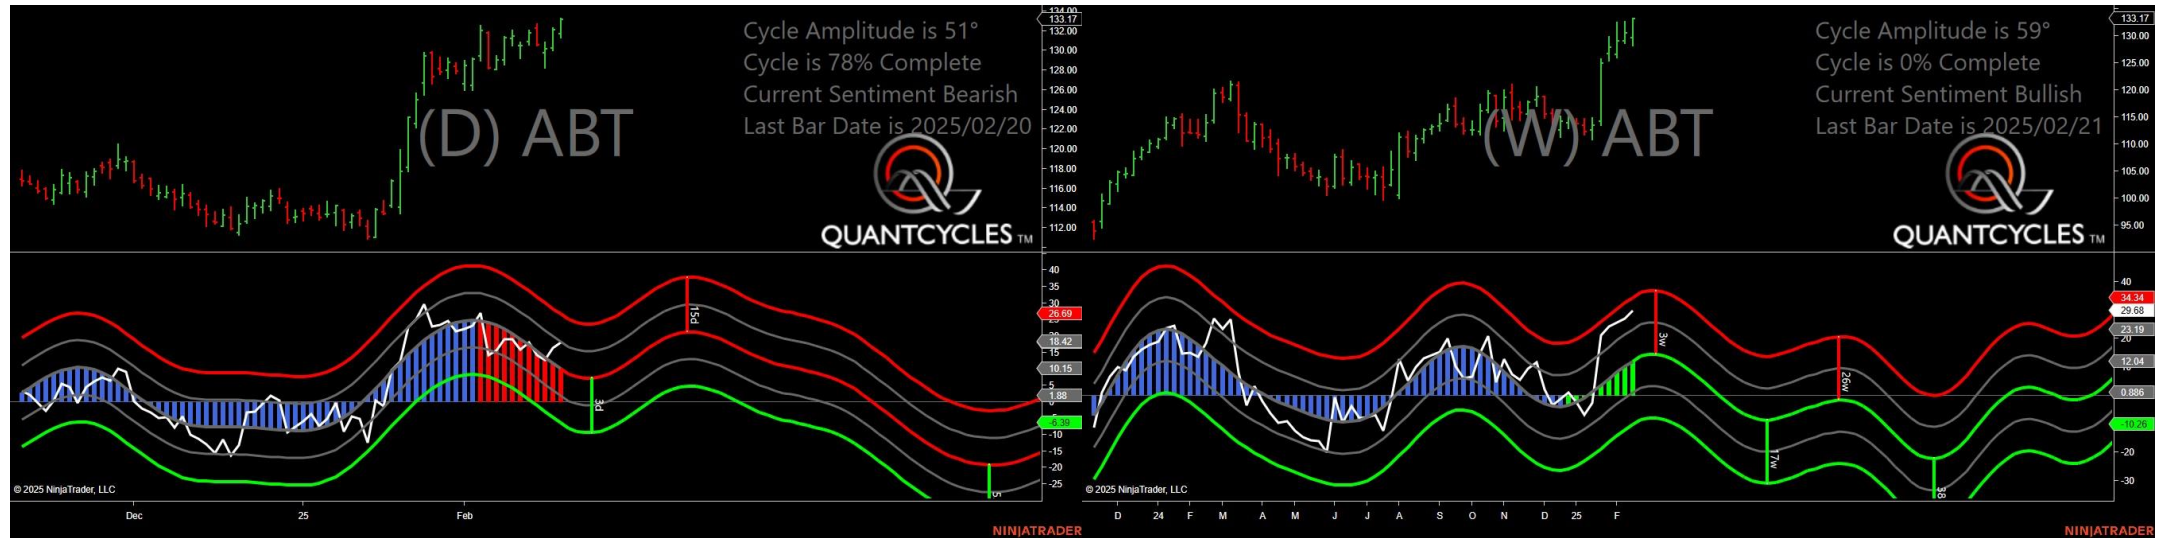 Cycle Amplitude is 51°
Cycle is 78% Complete
Current Sentiment Bearish
Last Bar Date is 2025/02/20
(D) ABT
QUANTCYCLES TM
134.00
133.17
132.00
130.00
128.00
126.00
124.00
122.00
120.00
118.00
116.00
114.00
112.00
40
35
30
26.69
18.42
15
10.15
5
1.88
-6.39
-10
-15
-20
-25
15d
3d
© 2025 NinjaTrader, LLC
Dec
25
Feb
NINJATRADER
Cycle Amplitude is 59°
Cycle is 0% Complete
Current Sentiment Bullish
Last Bar Date is 2025/02/21
(W) ABT
QUANTCYCLES TM
133.17
130.00
125.00
120.00
115.00
110.00
105.00
100.00
95.00
40
34.34
29.68
23.19
20
12.04
0.886
-10.26
-20
-30
3w
17w
26w
38
© 2025 NinjaTrader, LLC
D
24
F
M
A
M
J
J
A
S
O
N
D
25
F
NINJATRADER